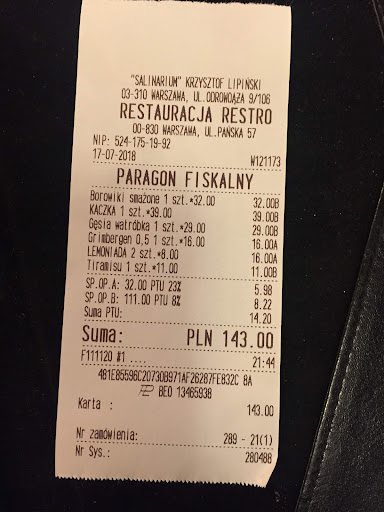 "SALINARIUM" KRZYSZTOF LIPIŃSKI
03-310 WARSZAWA, UL.ODROWĄŻA 9/106
RESTAURACJA RESTRO
00-830 WARSZAWA, UL.PAŃSKA 57
NIP: 524-175-19-92
17-07-2018 W121173
PARAGON FISKALNY
Borowiki smażone 1 szt.*32.00 32.00B
KACZKA 1 szt.*39.00 39.00B
Gęsia wątróbka 1 szt.*29.00 29.00B
Grimbergen 0,5 1 szt.*16.00 16.00A
LEMONIADA 2 szt.*8.00 16.00A
Tiramisu 1 szt.*11.00 11.00B
SP.OP.A: 32.00 PTU 23% 5.98
SP.OP.B: 111.00 PTU 8% 8.22
Suma PTU: 14.20
Suma: PLN 143.00
F111120 #1 .... 21:44
481E85596C2073DB971AF26287FE832C 8A
BEO 13465938
Karta : 143.00
Nr zamówienia: 289 - 21(1)
Nr Sys.: 280488